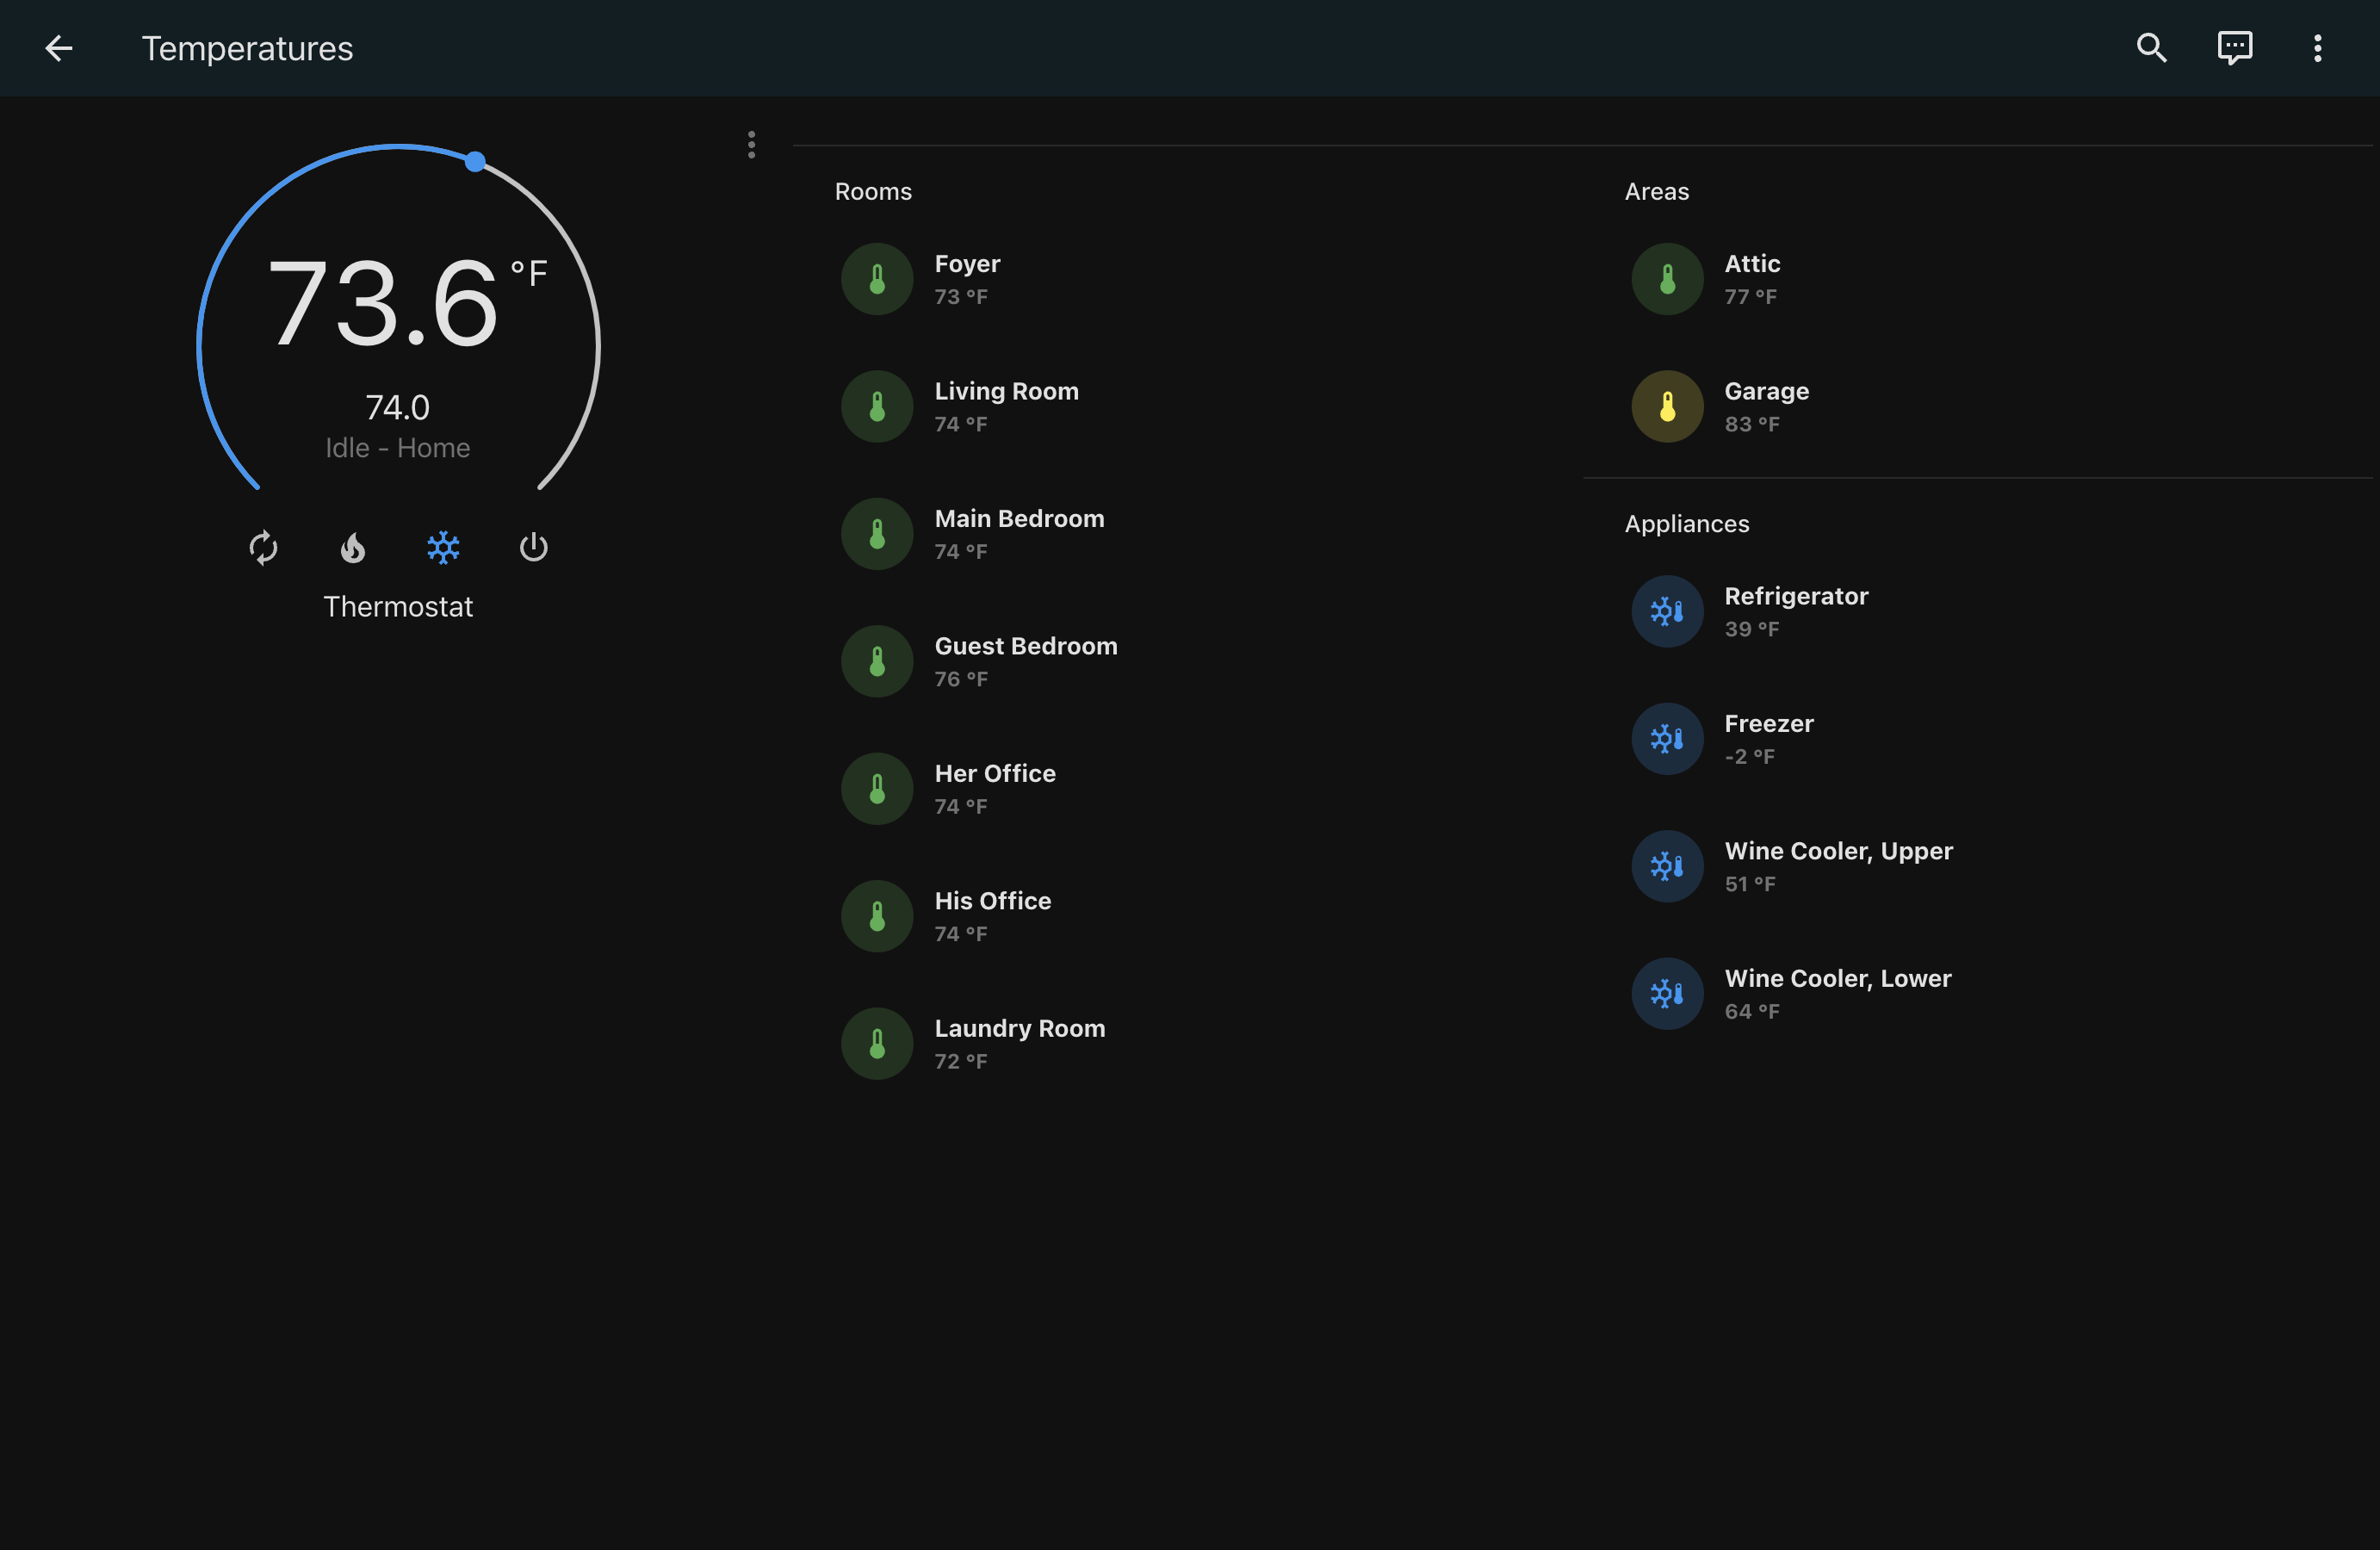 Temperatures
73.6 °F
74.0
Idle - Home
Thermostat
Rooms
Foyer
73 °F
Living Room
74 °F
Main Bedroom
74 °F
Guest Bedroom
76 °F
Her Office
74 °F
His Office
74 °F
Laundry Room
72 °F
Areas
Attic
77 °F
Garage
83 °F
Appliances
Refrigerator
39 °F
Freezer
-2 °F
Wine Cooler, Upper
51 °F
Wine Cooler, Lower
64 °F